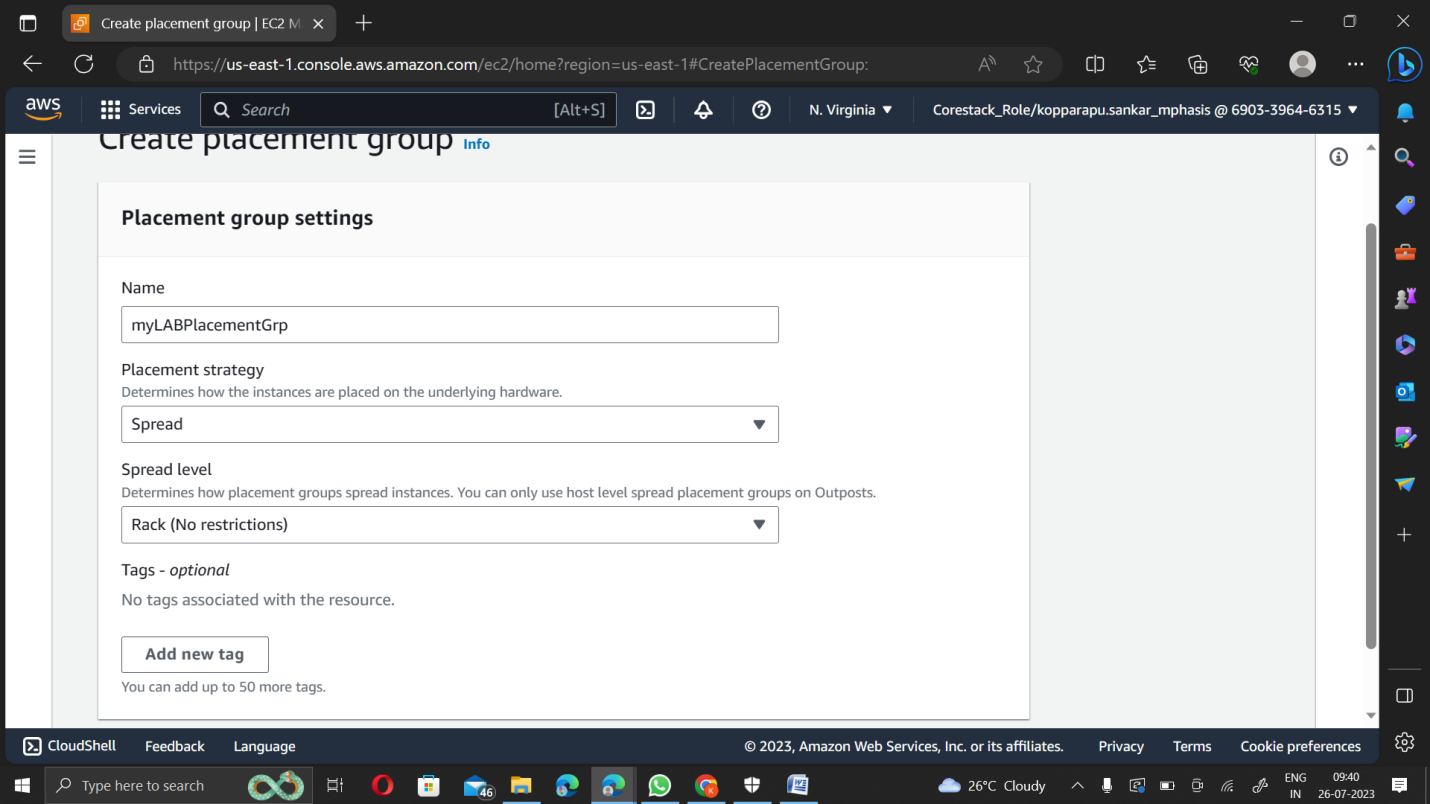 Create placement group | EC2 M
https://us-east-1.console.aws.amazon.com/ec2/home?region=us-east-1#CreatePlacementGroup:
aws Services Search [Alt+S] N. Virginia Corestack_Role/kopparapu.sankar_mphasis @ 6903-3964-6315
Create placement group Info
Placement group settings
Name
myLABPlacementGrp
Placement strategy
Determines how the instances are placed on the underlying hardware.
Spread
Spread level
Determines how placement groups spread instances. You can only use host level spread placement groups on Outposts.
Rack (No restrictions)
Tags - optional
No tags associated with the resource.
Add new tag
You can add up to 50 more tags.
CloudShell Feedback Language © 2023, Amazon Web Services, Inc. or its affiliates. Privacy Terms Cookie preferences
Type here to search 46 26°C Cloudy ENG 09:40
IN 26-07-2023